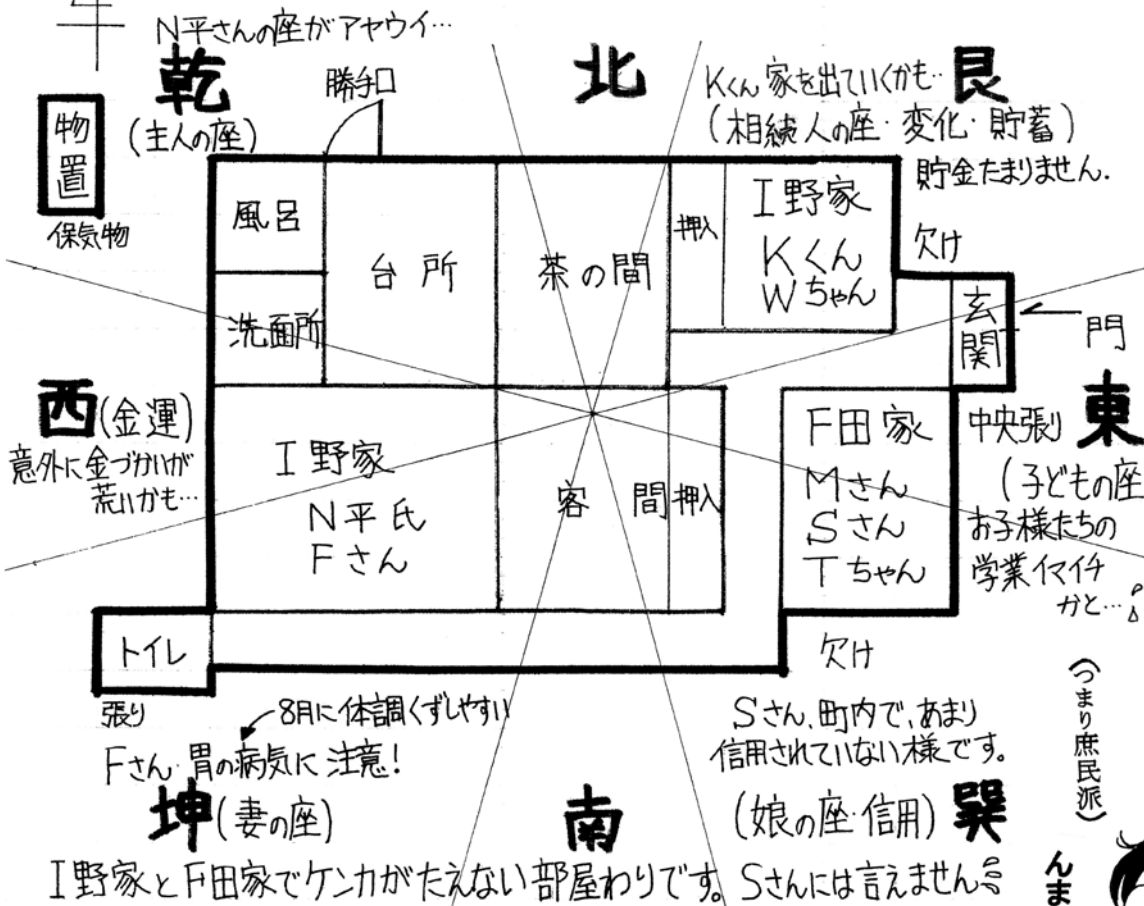 N平さんの座がアヤウイ…
乾
(主人の座)
勝手口
北
Kくん 家を出ていくかも…
艮
(相続人の座・変化・貯蓄)
貯金たまりません.
物置
保気物
風呂
台所
茶の間
押入
I野家
Kくん
Wちゃん
欠け
玄関
門
洗面所
西(金運)
意外に金づかいが
荒いかも…
I野家
N平氏
Fさん
客間
押入
F田家
Mさん
Sさん
Tちゃん
中央張り
東
(子どもの座
お子様たちの
学業イマイチ
かと…
トイレ
張り
欠け
8月に体調くずしやすい
Fさん 胃の病気に注意!
坤(妻の座)
南
Sさん、町内で、あまり
信用されていない様です。
(娘の座・信用)巽
(つまり庶民派)
I野家とF田家でケンカがたえない部屋わりです。Sさんには言えません
んま